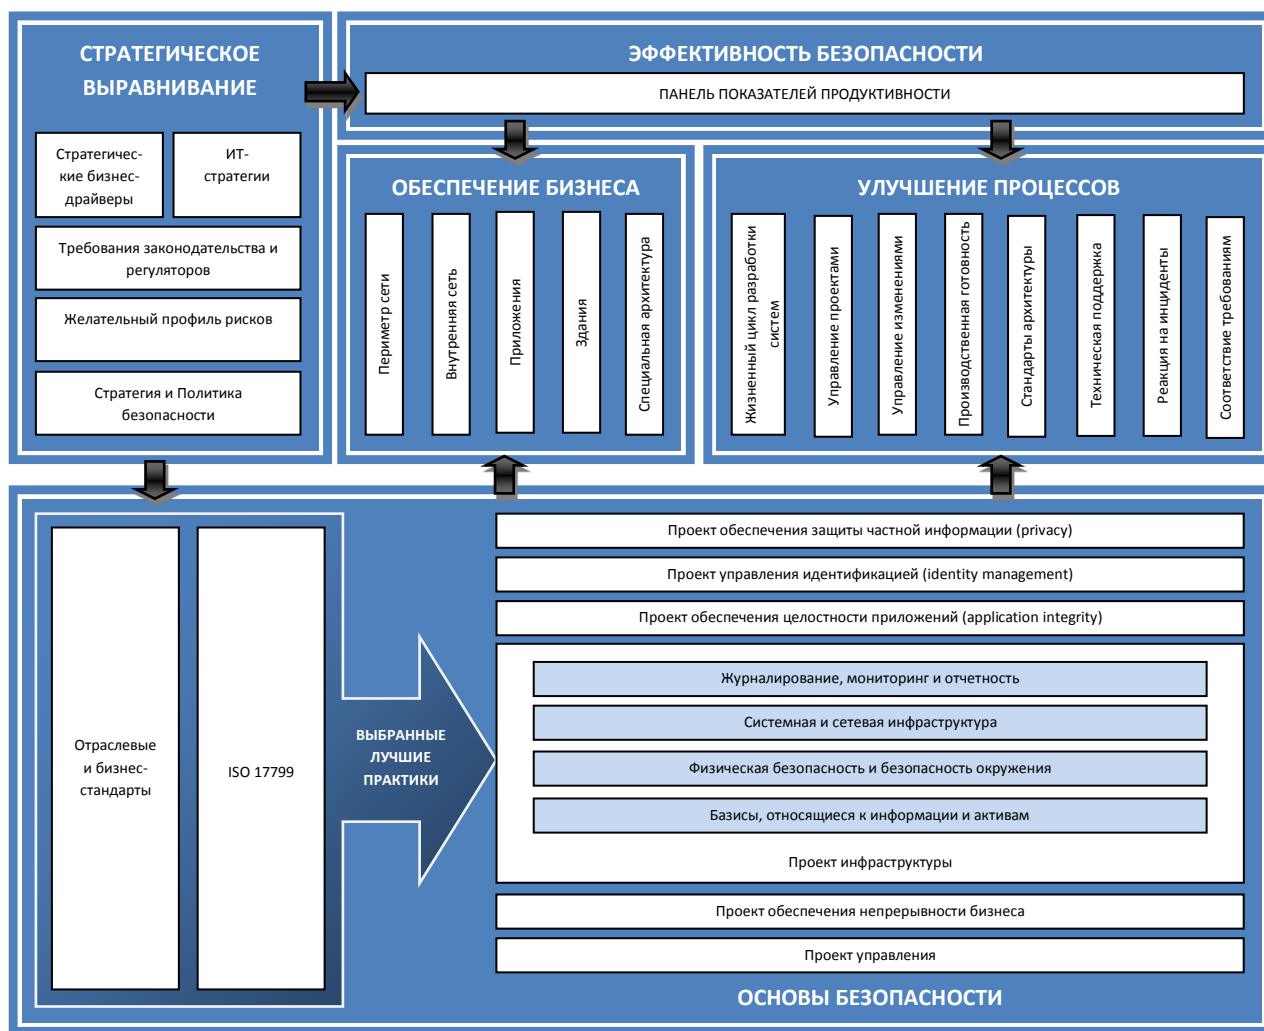 СТРАТЕГИЧЕСКОЕ
ВЫРАВНИВАНИЕ
Стратегичес-
кие бизнес-
драйверы
ИТ-
стратегии
Требования законодательства и
регуляторов
Желательный профиль рисков
Стратегия и Политика
безопасности
ЭФФЕКТИВНОСТЬ БЕЗОПАСНОСТИ
ПАНЕЛЬ ПОКАЗАТЕЛЕЙ ПРОДУКТИВНОСТИ
ОБЕСПЕЧЕНИЕ БИЗНЕСА
Периметр сети
Внутренняя сеть
Приложения
Здания
Специальная архитектура
УЛУЧШЕНИЕ ПРОЦЕССОВ
Жизненный цикл разработки
систем
Управление проектами
Управление изменениями
Производственная готовность
Стандарты архитектуры
Техническая поддержка
Реакция на инциденты
Соответствие требованиям
Отраслевые
и бизнес-
стандарты
ISO 17799
ВЫБРАННЫЕ
ЛУЧШИЕ
ПРАКТИКИ
Проект обеспечения защиты частной информации (privacy)
Проект управления идентификацией (identity management)
Проект обеспечения целостности приложений (application integrity)
Журналирование, мониторинг и отчетность
Системная и сетевая инфраструктура
Физическая безопасность и безопасность окружения
Базисы, относящиеся к информации и активам
Проект инфраструктуры
Проект обеспечения непрерывности бизнеса
Проект управления
ОСНОВЫ БЕЗОПАСНОСТИ